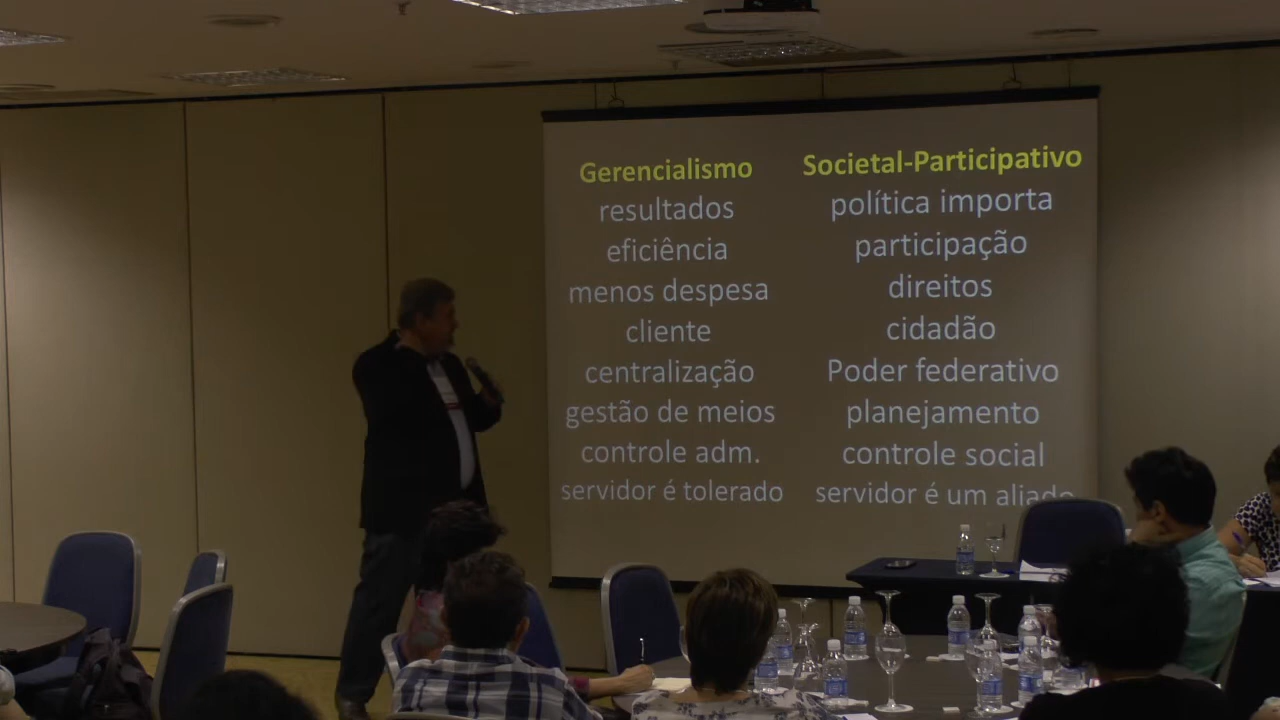 Gerencialismo
resultados
eficiência
menos despesa
cliente
centralização
gestão de meios
controle adm.
servidor é tolerado
Societal-Participativo
política importa
participação
direitos
cidadão
Poder federativo
planejamento
controle social
servidor é um aliado